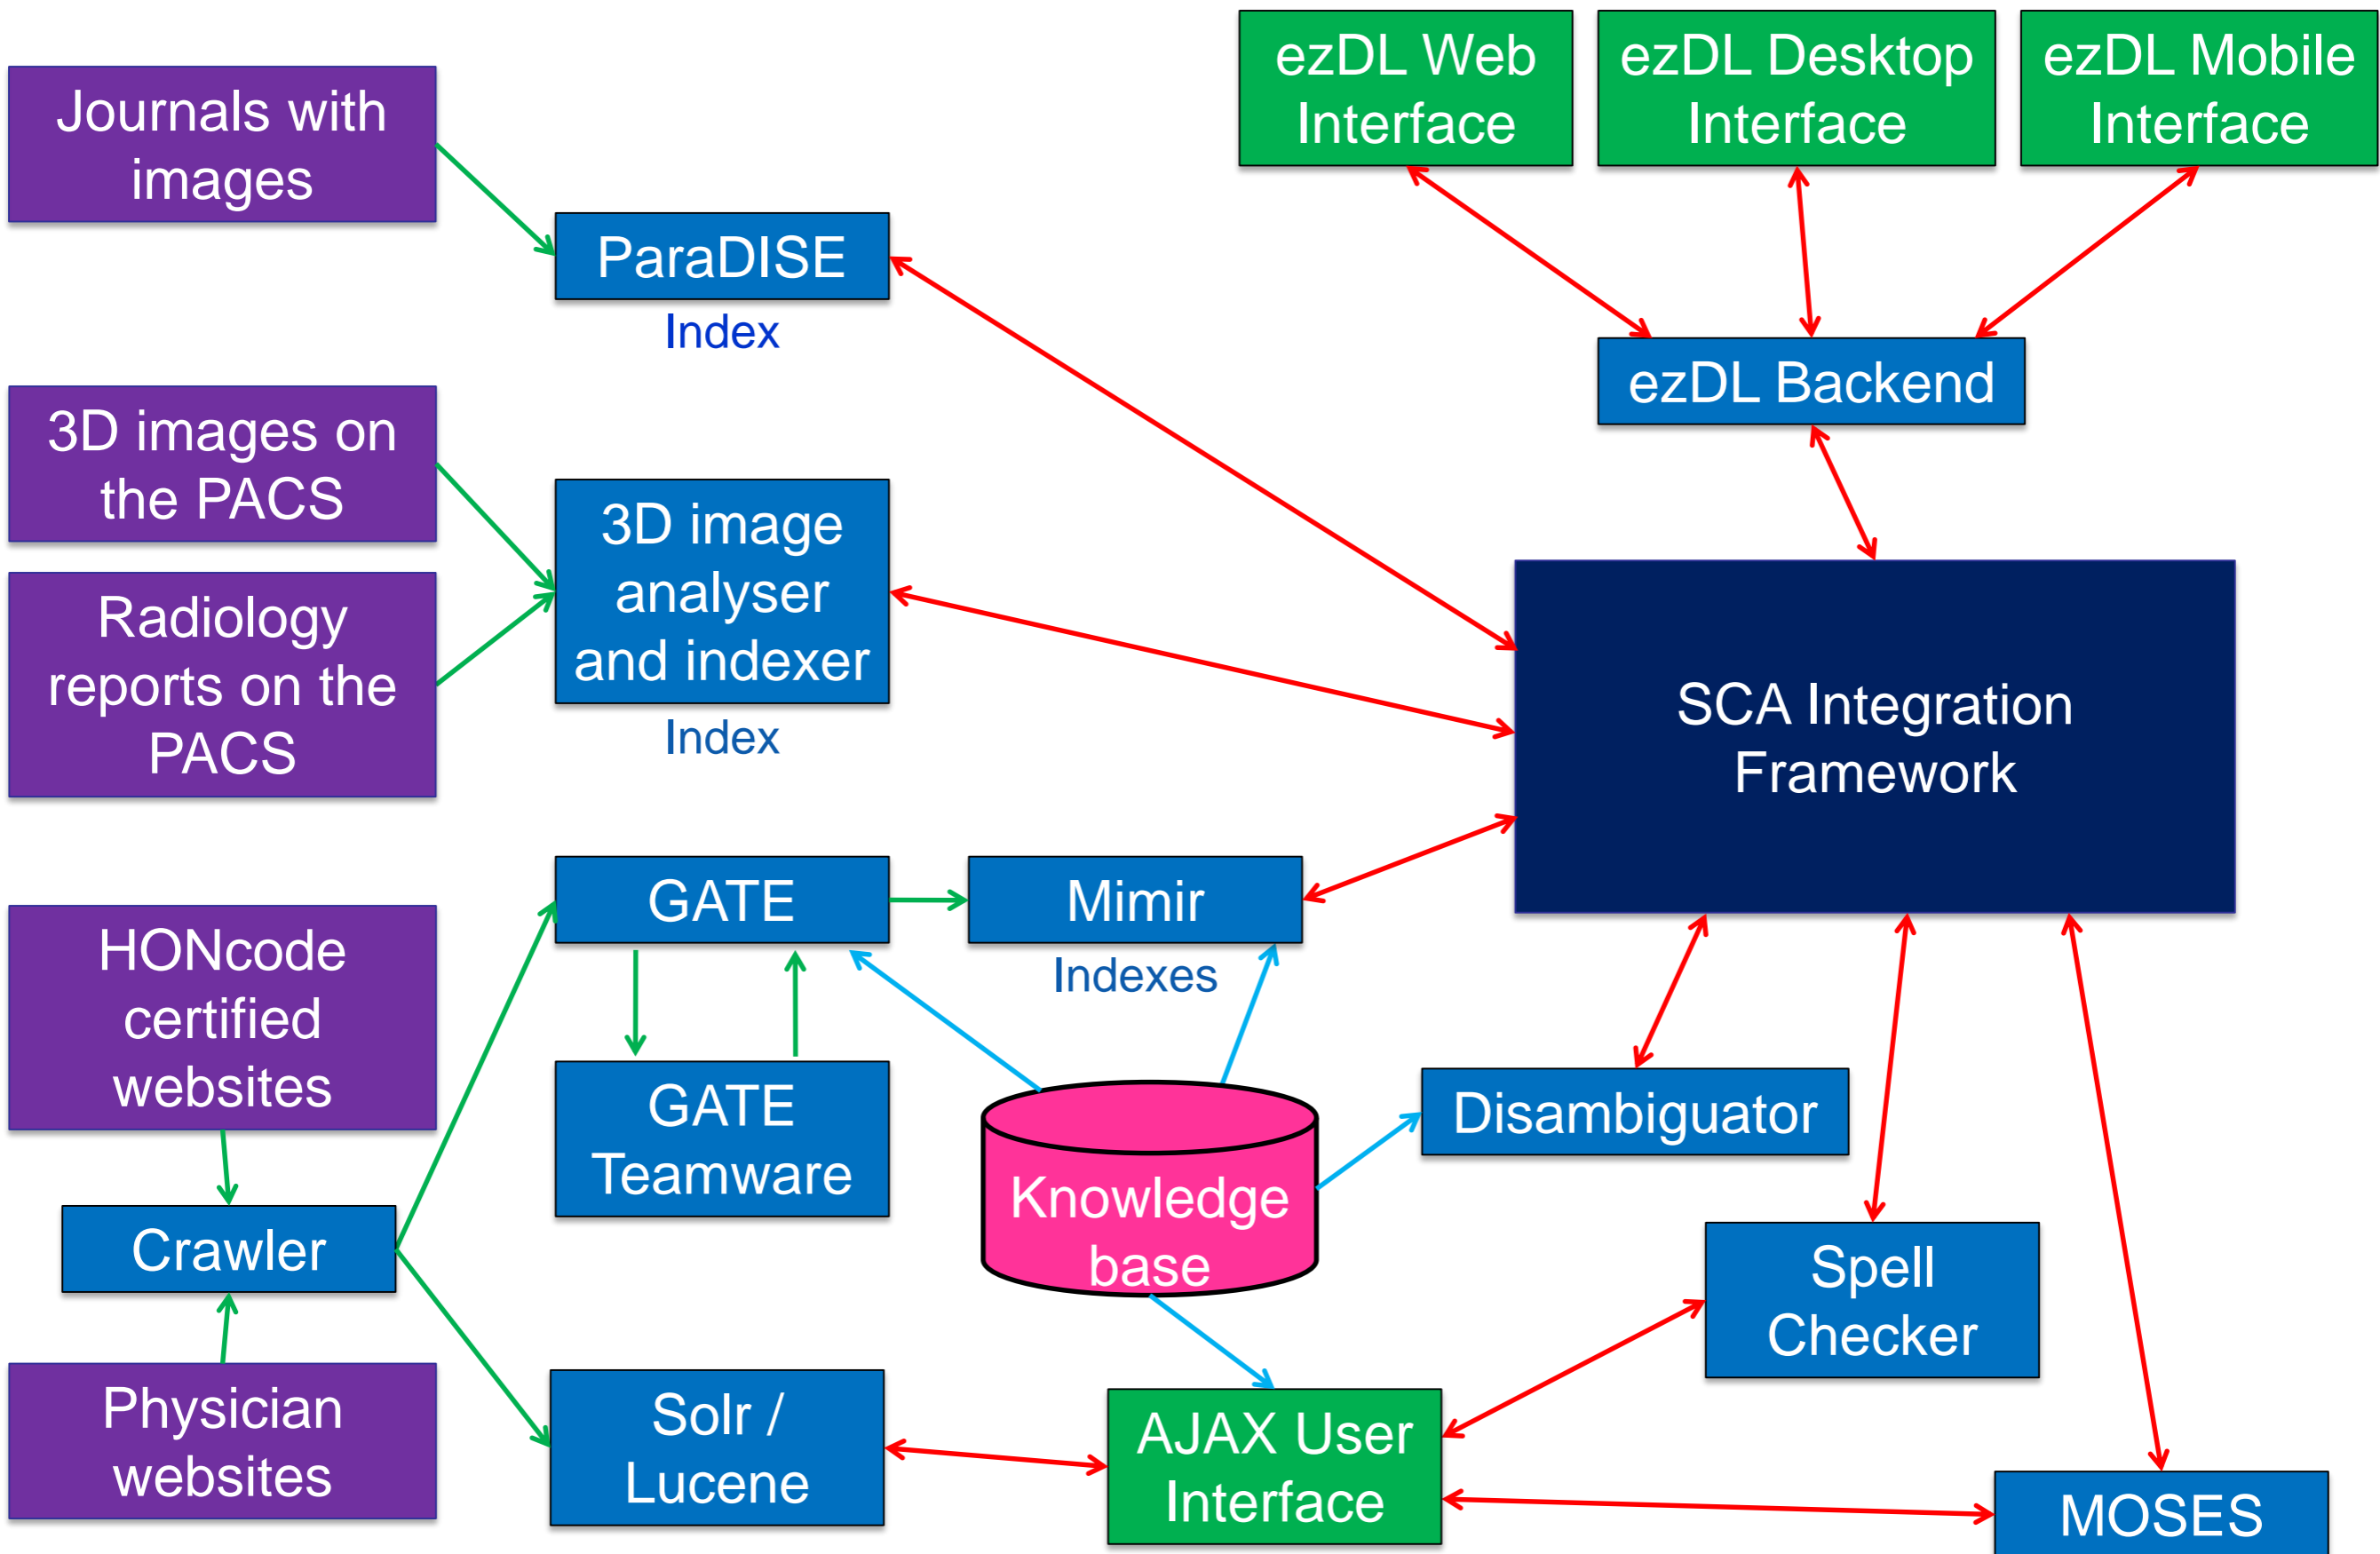 ezDL Web
Interface
ezDL Desktop
Interface
ezDL Mobile
Interface
Journals with
images
ParaDISE
Index
ezDL Backend
3D images on
the PACS
3D image
analyser
and indexer
Index
Radiology
reports on the
PACS
SCA Integration
Framework
GATE
Mimir
Indexes
HONcode
certified
websites
GATE
Teamware
Knowledge
base
Disambiguator
Crawler
Spell
Checker
Physician
websites
Solr /
Lucene
AJAX User
Interface
MOSES